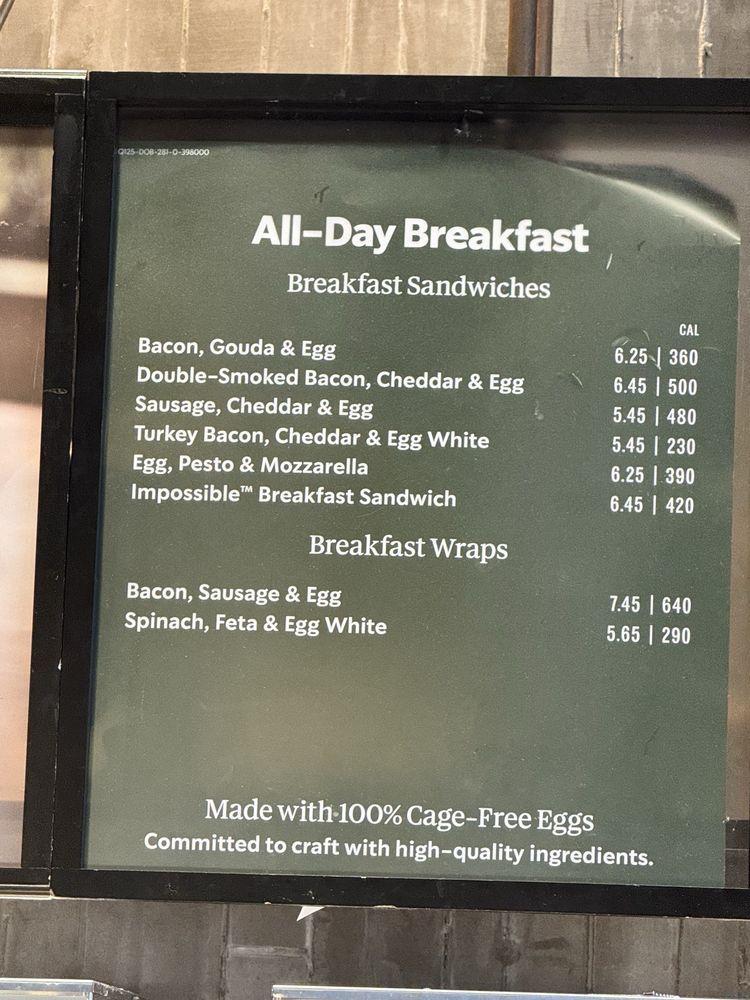 Q125-DOB-281-O-398000
All-Day Breakfast
Breakfast Sandwiches
CAL
Bacon, Gouda & Egg 6.25 | 360
Double-Smoked Bacon, Cheddar & Egg 6.45 | 500
Sausage, Cheddar & Egg 5.45 | 480
Turkey Bacon, Cheddar & Egg White 5.45 | 230
Egg, Pesto & Mozzarella 6.25 | 390
Impossible™ Breakfast Sandwich 6.45 | 420
Breakfast Wraps
Bacon, Sausage & Egg 7.45 | 640
Spinach, Feta & Egg White 5.65 | 290
Made with 100% Cage-Free Eggs
Committed to craft with high-quality ingredients.